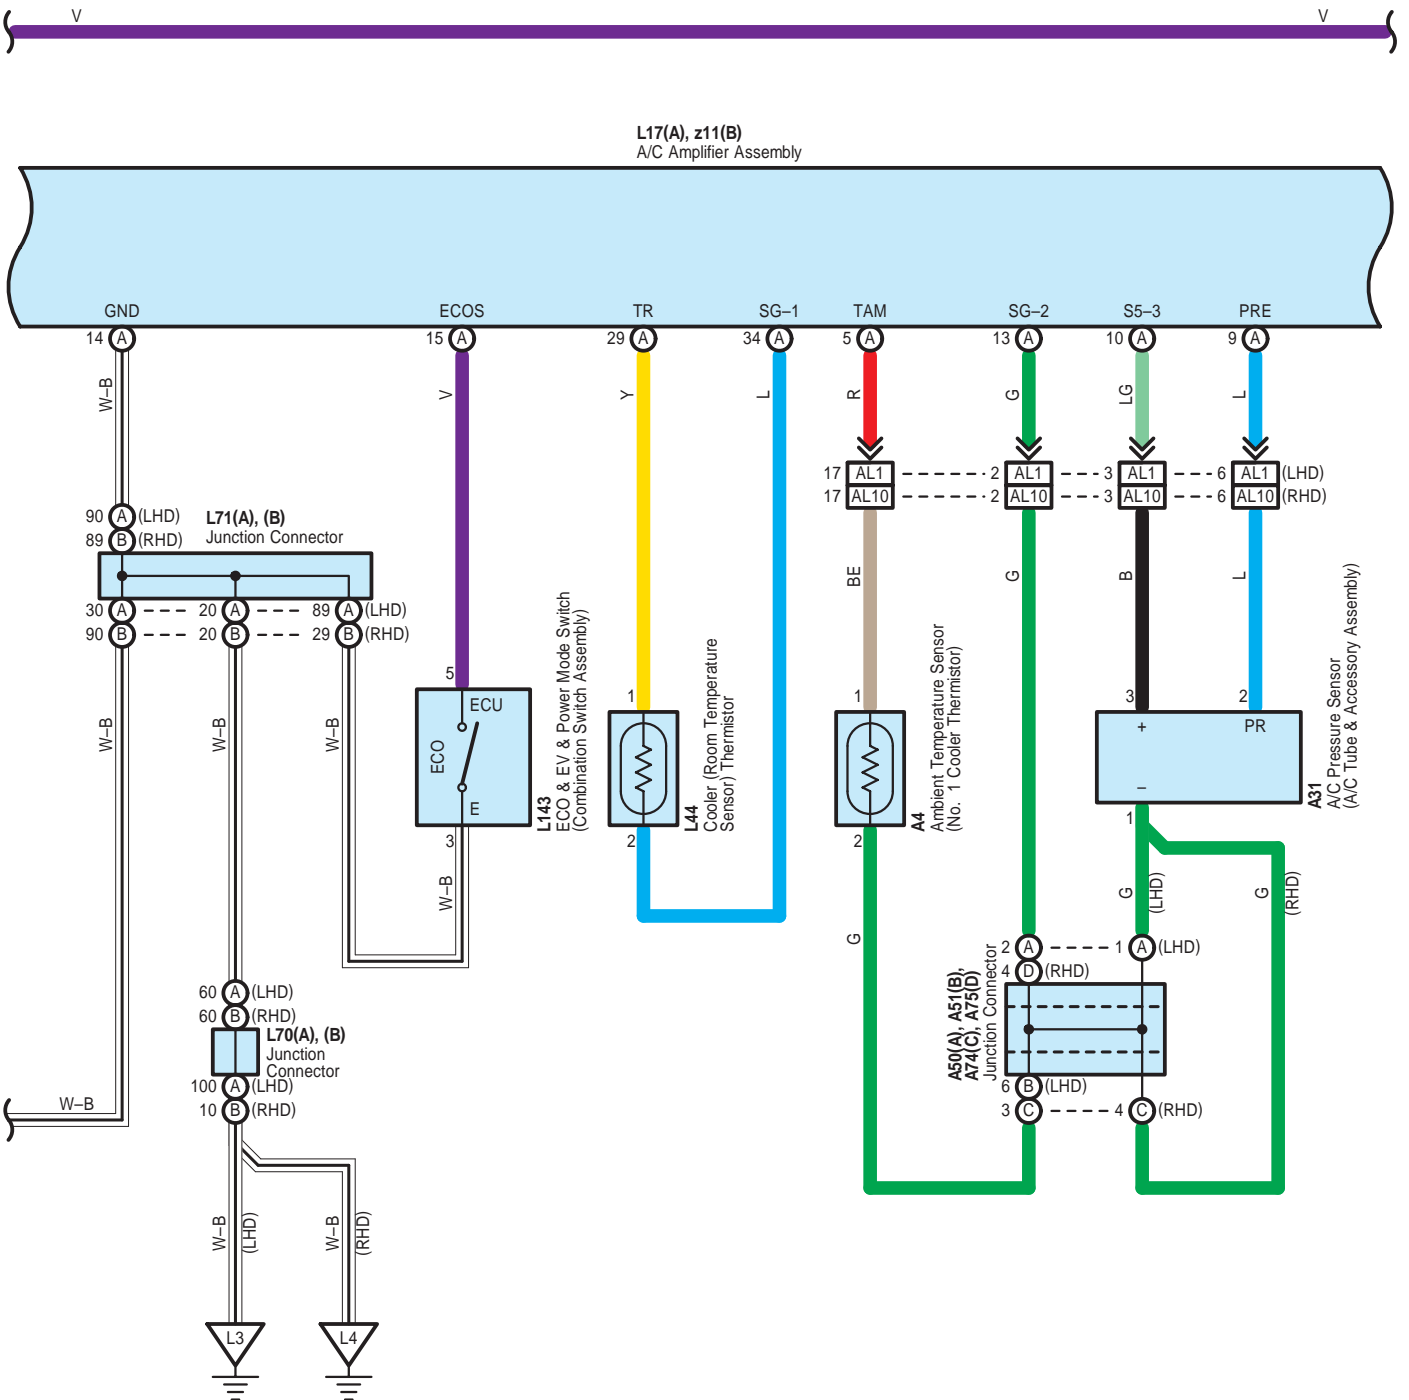 V V
L17(A), z11(B)
A/C Amplifier Assembly
GND ECOS TR SG–1 TAM SG–2 S5–3 PRE
14 A 15 A 29 A 34 A 5 A 13 A 10 A 9 A
W–B V Y L R G LG L
17 AL1 2 AL1 3 AL1 6 AL1 (LHD)
17 AL10 2 AL10 3 AL10 6 AL10 (RHD)
90 A (LHD)
89 B (RHD)
L71(A), (B)
Junction Connector
30 A 20 A 89 A (LHD)
90 B 20 B 29 B (RHD)
BE G B L
W–B W–B W–B
5
ECU
ECO
E
3
L143
ECO & EV & Power Mode Switch
(Combination Switch Assembly)
1
2
L44
Cooler (Room Temperature
Sensor) Thermistor
1
2
A4
Ambient Temperature Sensor
(No. 1 Cooler Thermistor)
3 2
+ PR
–
1
A31
A/C Pressure Sensor
(A/C Tube & Accessory Assembly)
W–B
G
G
(LHD)
G
(RHD)
2 A 1 A (LHD)
4 D (RHD)
A50(A), A51(B),
A74(C), A75(D)
Junction Connector
6 B (LHD)
3 C 4 C (RHD)
60 A (LHD)
60 B (RHD)
L70(A), (B)
Junction
Connector
100 A (LHD)
10 B (RHD)
W–B
W–B
(LHD)
W–B
(RHD)
L3 L4